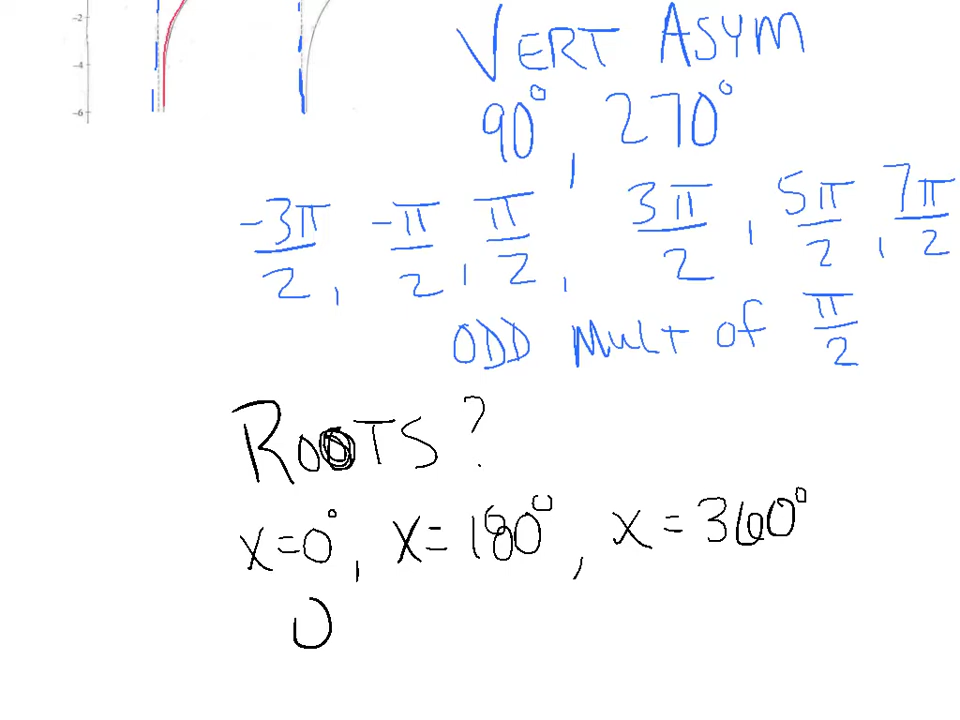 -2
-4
-6
VERT ASYM
90°, 270°
-3π/2, -π/2, π/2, 3π/2, 5π/2, 7π/2
ODD MULT OF π/2
ROOTS?
x=0°, x=180°, x=360°
0